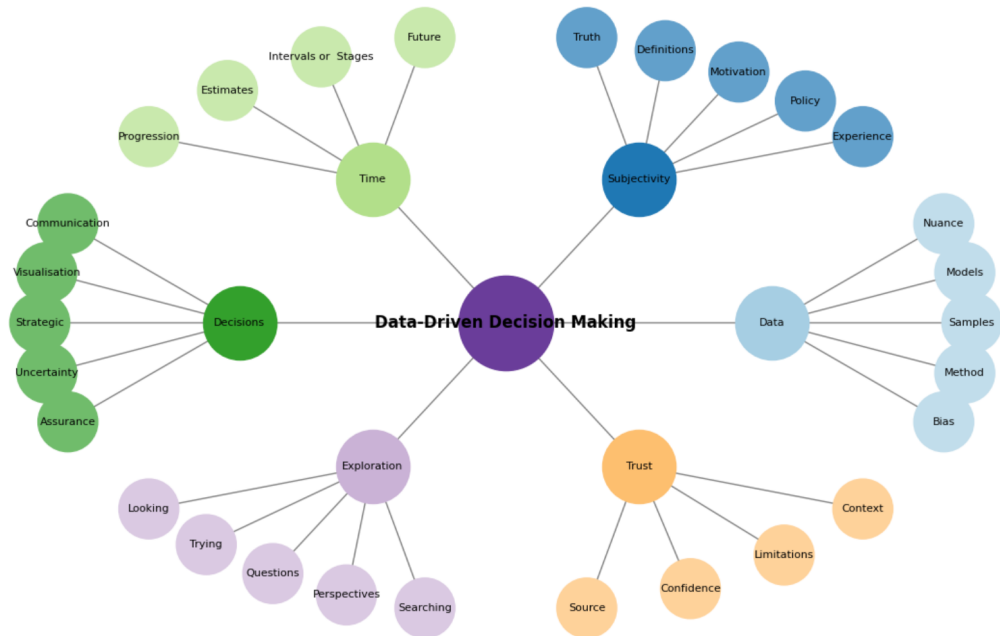 Future
Truth
Intervals or  Stages
Definitions
Motivation
Estimates
Policy
Progression
Experience
Time
Subjectivity
Communication
Nuance
Visualisation
Models
Strategic
Decisions
Data-Driven Decision Making
Data
Samples
Uncertainty
Method
Assurance
Bias
Exploration
Trust
Looking
Context
Trying
Limitations
Questions
Confidence
Perspectives
Searching
Source